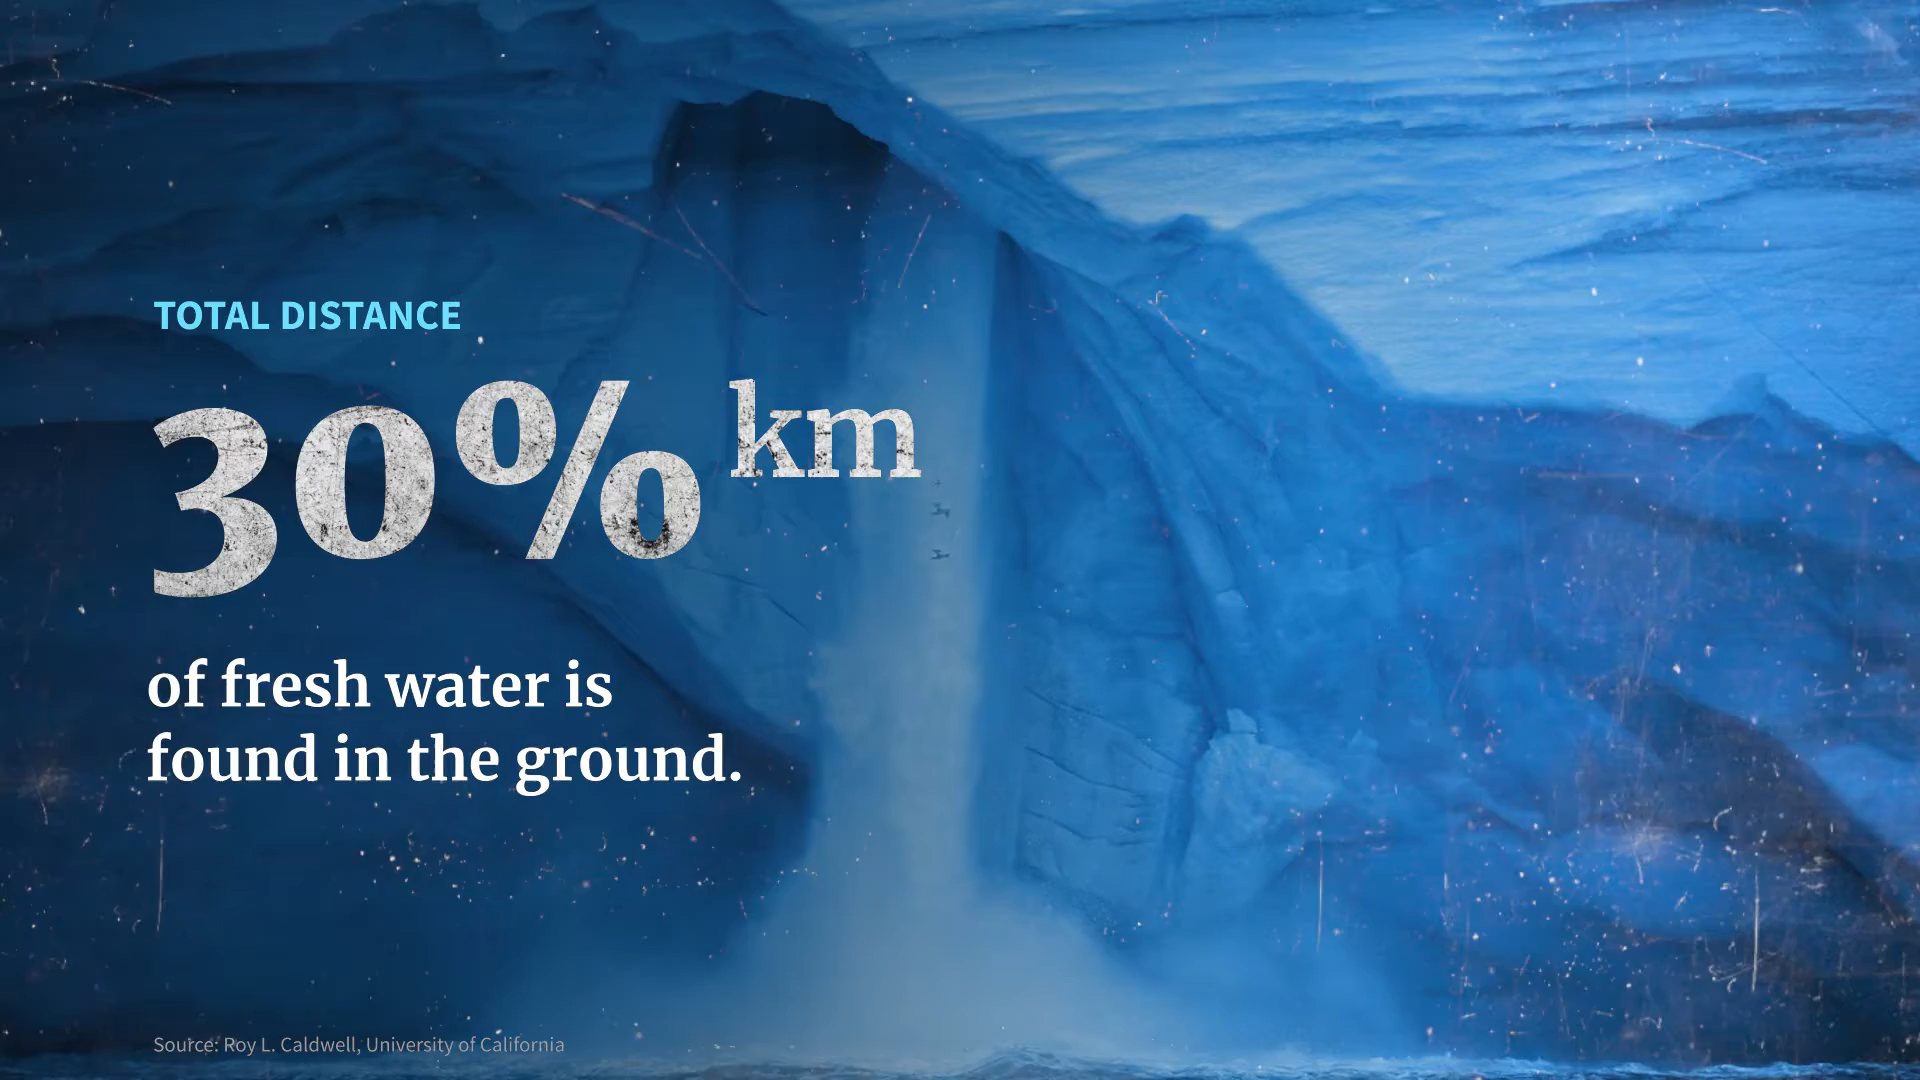 TOTAL DISTANCE
30% km
of fresh water is
found in the ground.
Source: Roy L. Caldwell, University of California